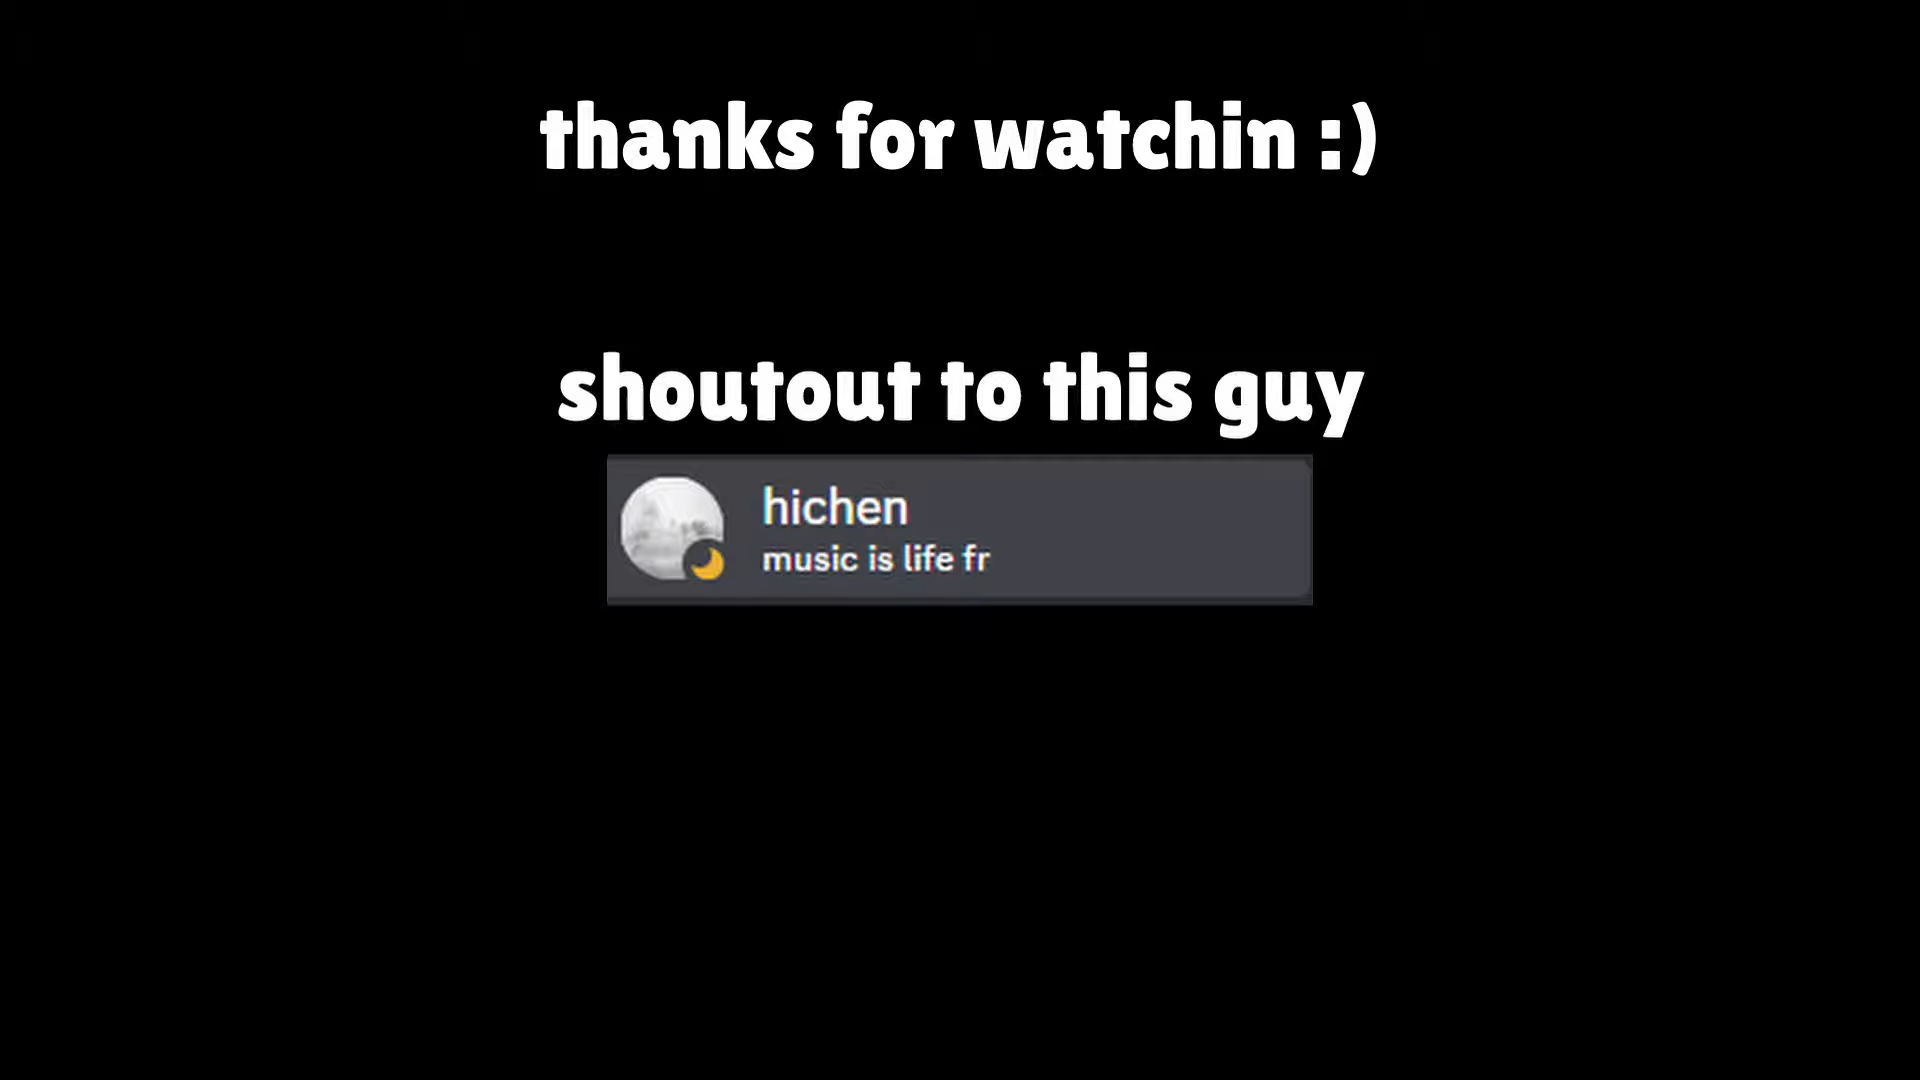 thanks for watchin :)
shoutout to this guy
hichen
music is life fr